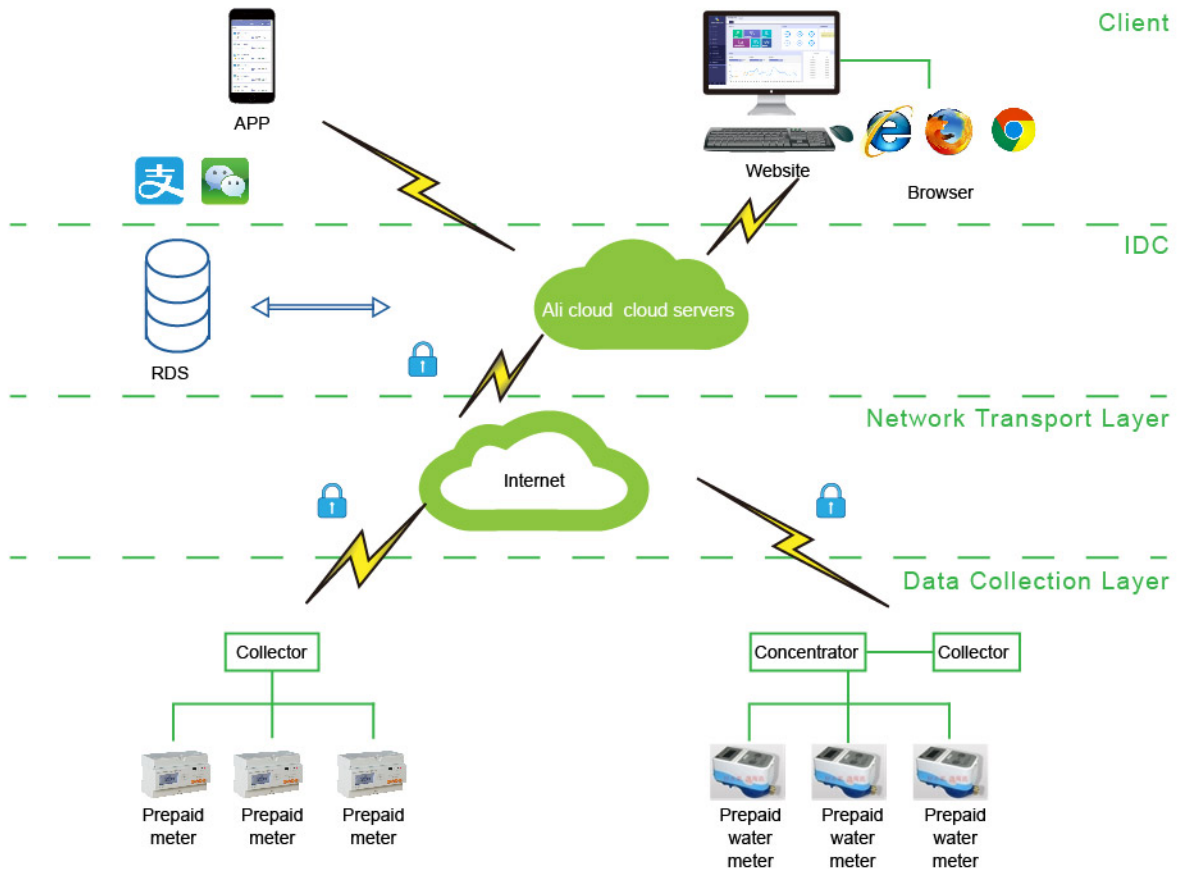 Client
APP
Website
Browser
支
IDC
Ali cloud cloud servers
RDS
Network Transport Layer
Internet
Data Collection Layer
Collector
Concentrator
Collector
Prepaid
meter
Prepaid
meter
Prepaid
meter
Prepaid
water
meter
Prepaid
water
meter
Prepaid
water
meter